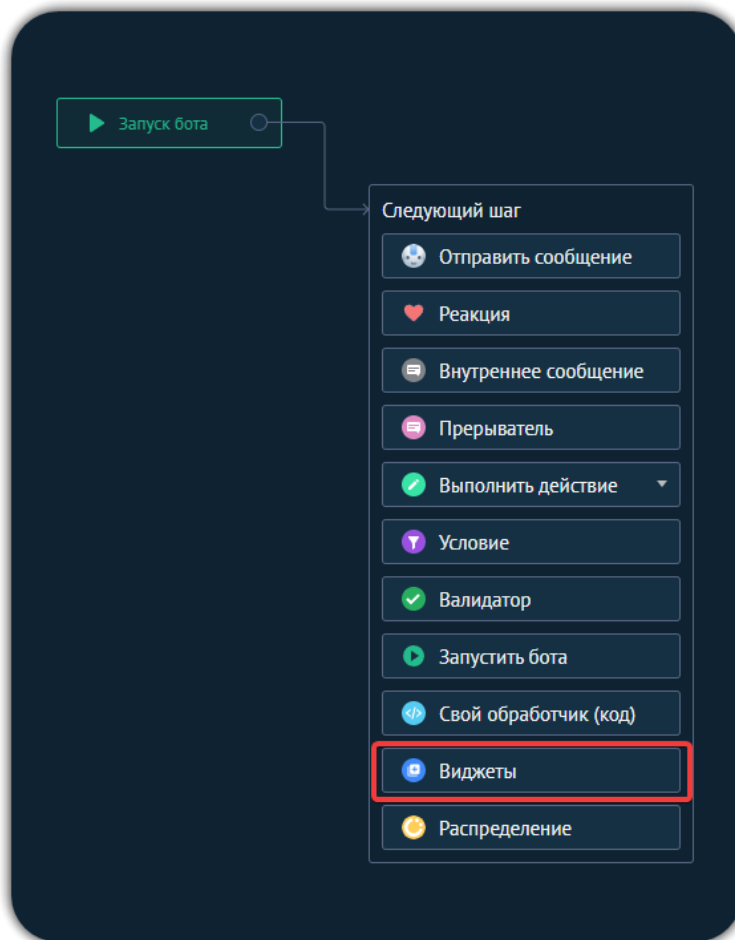 Запуск бота
Следующий шаг
Отправить сообщение
Реакция
Внутреннее сообщение
Прерыватель
Выполнить действие
Условие
Валидатор
Запустить бота
Свой обработчик (код)
Виджеты
Распределение